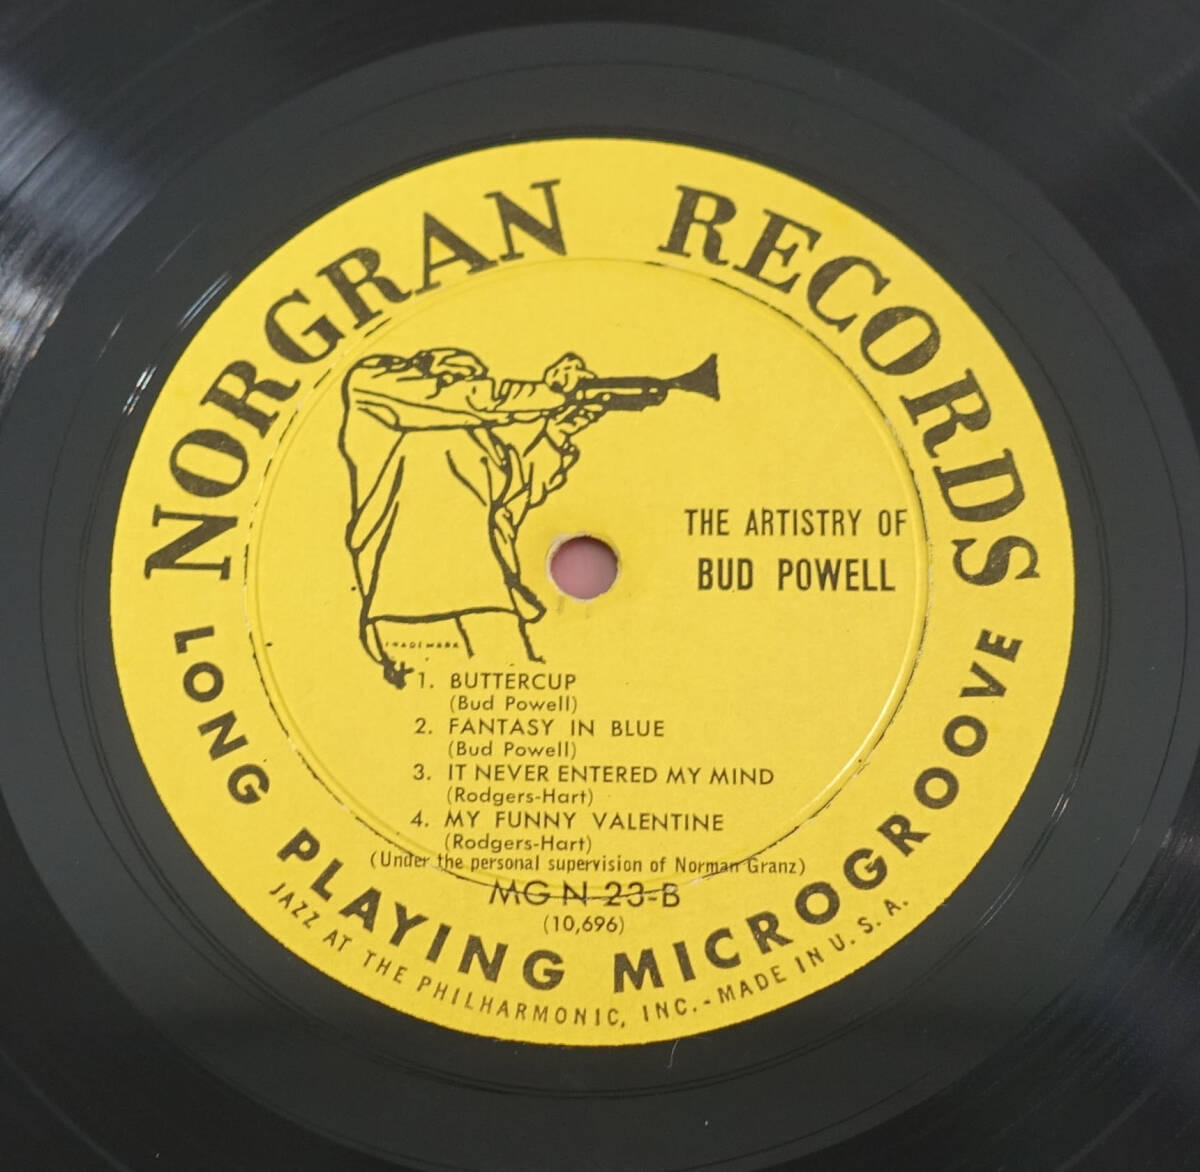 NORGRAN RECORDS
THE ARTISTRY OF
BUD POWELL
TRADEMARK
1. BUTTERCUP
(Bud Powell)
2. FANTASY IN BLUE
(Bud Powell)
3. IT NEVER ENTERED MY MIND
(Rodgers-Hart)
4. MY FUNNY VALENTINE
(Rodgers-Hart)
(Under the personal supervision of Norman Granz)
MG N 23-B
(10,696)
LONG PLAYING MICROGROOVE
JAZZ AT THE PHILHARMONIC, INC.-MADE IN U. S. A.